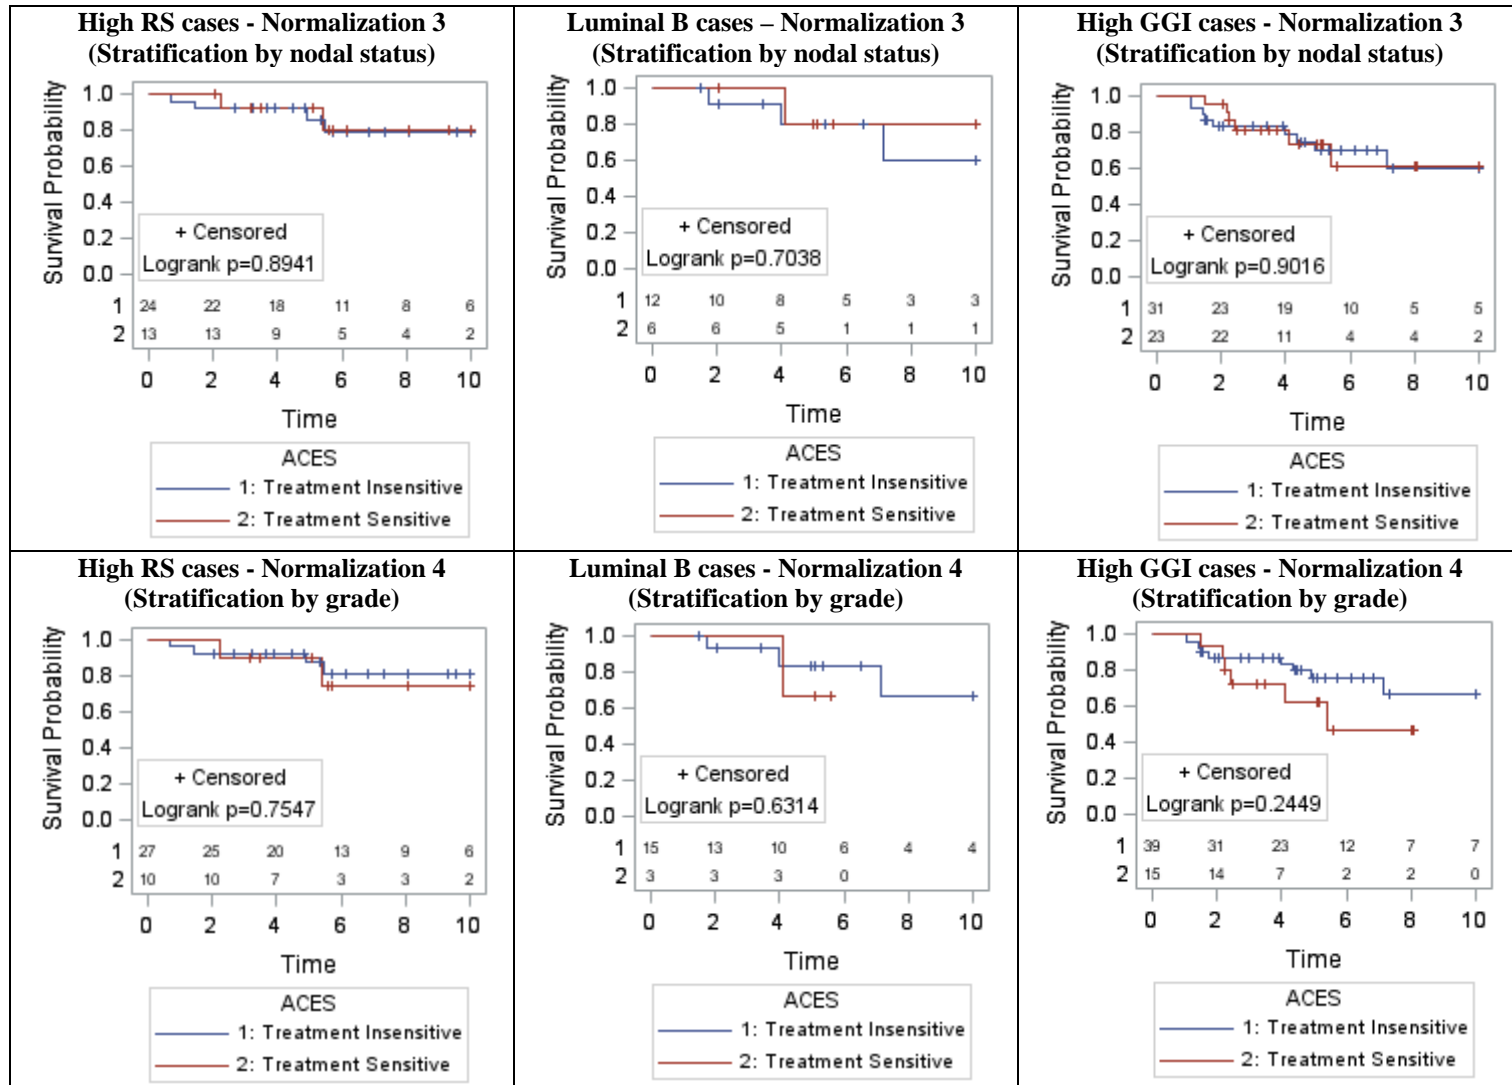 High RS cases - Normalization 3
(Stratification by nodal status)
Survival Probability
1.0
0.8
0.6
0.4
0.2
0.0
+ Censored
Logrank p=0.8941
1 24 22 18 11 8 6
2 13 13 9 5 4 2
0 2 4 6 8 10
Time
ACES
1: Treatment Insensitive
2: Treatment Sensitive
Luminal B cases – Normalization 3
(Stratification by nodal status)
Survival Probability
1.0
0.8
0.6
0.4
0.2
0.0
+ Censored
Logrank p=0.7038
1 12 10 8 5 3 3
2 6 6 5 1 1 1
0 2 4 6 8 10
Time
ACES
1: Treatment Insensitive
2: Treatment Sensitive
High GGI cases - Normalization 3
(Stratification by nodal status)
Survival Probability
1.0
0.8
0.6
0.4
0.2
0.0
+ Censored
Logrank p=0.9016
1 31 23 19 10 5 5
2 23 22 11 4 4 2
0 2 4 6 8 10
Time
ACES
1: Treatment Insensitive
2: Treatment Sensitive
High RS cases - Normalization 4
(Stratification by grade)
Survival Probability
1.0
0.8
0.6
0.4
0.2
0.0
+ Censored
Logrank p=0.7547
1 27 25 20 13 9 6
2 10 10 7 3 3 2
0 2 4 6 8 10
Time
ACES
1: Treatment Insensitive
2: Treatment Sensitive
Luminal B cases - Normalization 4
(Stratification by grade)
Survival Probability
1.0
0.8
0.6
0.4
0.2
0.0
+ Censored
Logrank p=0.6314
1 15 13 10 6 4 4
2 3 3 3 0
0 2 4 6 8 10
Time
ACES
1: Treatment Insensitive
2: Treatment Sensitive
High GGI cases - Normalization 4
(Stratification by grade)
Survival Probability
1.0
0.8
0.6
0.4
0.2
0.0
+ Censored
Logrank p=0.2449
1 39 31 23 12 7 7
2 15 14 7 2 2 0
0 2 4 6 8 10
Time
ACES
1: Treatment Insensitive
2: Treatment Sensitive